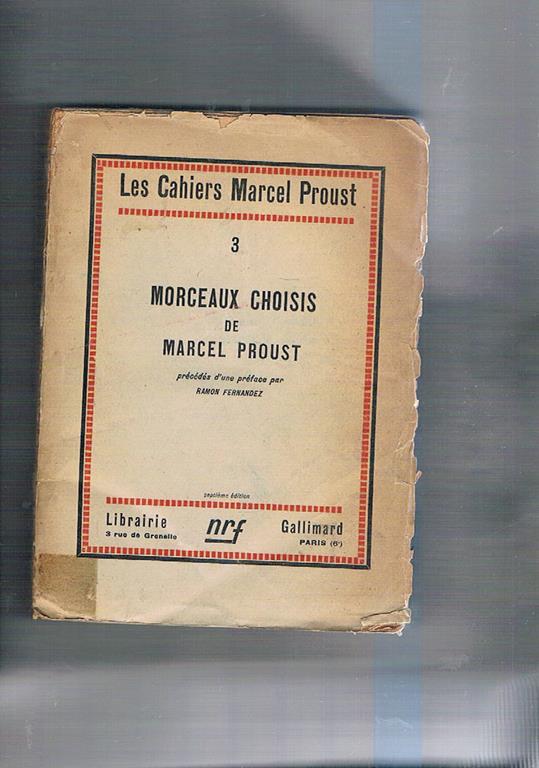 Les Cahiers Marcel Proust
3
MORCEAUX CHOISIS
DE
MARCEL PROUST
précédés d'une préface par
RAMON FERNANDEZ
septième édition
Librairie
3 rue de Grenelle
nrf
Gallimard
PARIS (6e)